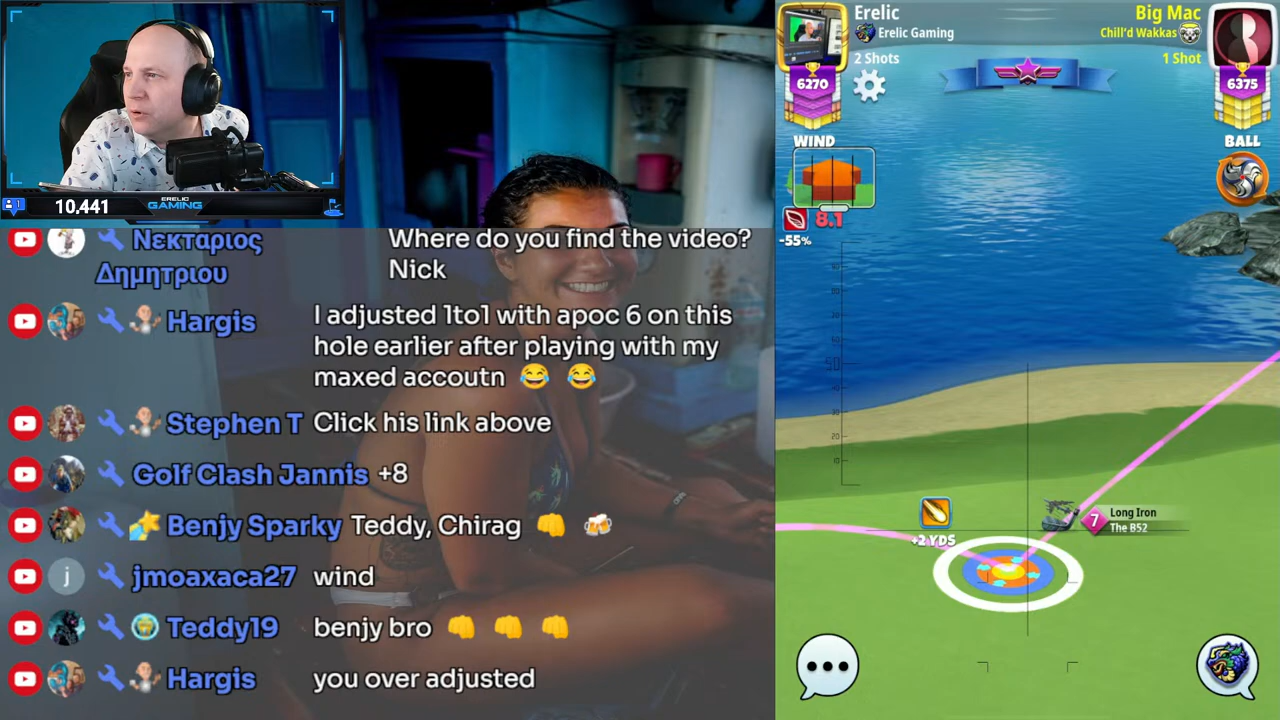 10,441
ERELIC
GAMING
Νεκταριος
Δημητριου
Where do you find the video?
Nick
Hargis
I adjusted 1to1 with apoc 6 on this
hole earlier after playing with my
maxed accoutn 😂 😂
Stephen T Click his link above
Golf Clash Jannis +8
Benjy Sparky Teddy, Chirag 👊 🍻
j jmoaxaca27 wind
Teddy19 benjy bro 👊 👊 👊
Hargis you over adjusted
Erelic
Erelic Gaming
2 Shots
6270
Big Mac
Chill'd Wakkas
1 Shot
6375
WIND
8.1
-55%
BALL
50
40
30
20
10
+2 YDS
7
Long Iron
The B52